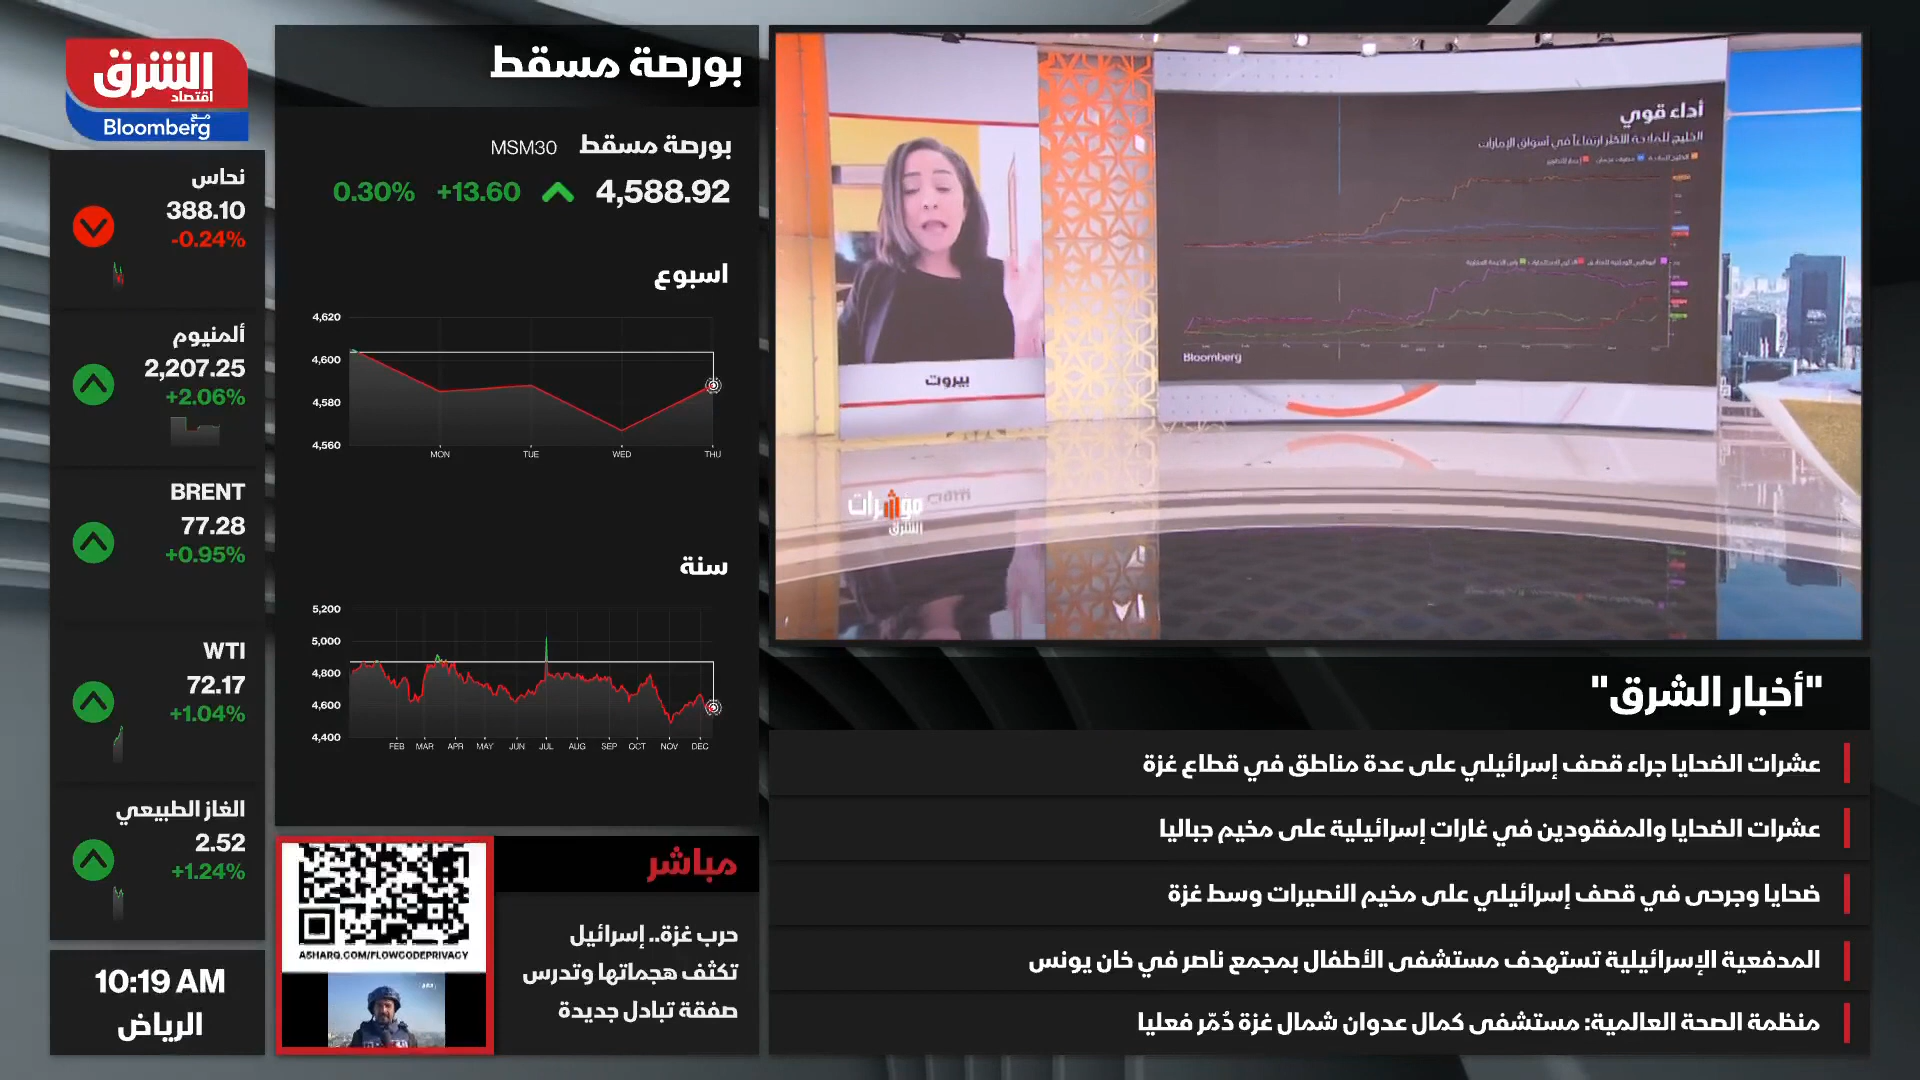 الشرق
اقتصاد
مع
Bloomberg
نحاس
388.10
-0.24%
ألمنيوم
2,207.25
+2.06%
BRENT
77.28
+0.95%
WTI
72.17
+1.04%
الغاز الطبيعي
2.52
+1.24%
10:19 AM
الرياض
بورصة مسقط
بورصة مسقط MSM30
4,588.92 +13.60 0.30%
اسبوع
4,620
4,600
4,580
4,560
MON TUE WED THU
سنة
5,200
5,000
4,800
4,600
4,400
FEB MAR APR MAY JUN JUL AUG SEP OCT NOV DEC
مباشر
حرب غزة.. إسرائيل
تكثف هجماتها وتدرس
صفقة تبادل جديدة
ASHARQ.COM/FLOWCODEPRIVACY
أداء قوي
الخليج للملاحة الأكثر ارتفاعاً في أسواق الإمارات
Bloomberg
بيروت
مؤشرات
الشرق
"أخبار الشرق"
عشرات الضحايا جراء قصف إسرائيلي على عدة مناطق في قطاع غزة
عشرات الضحايا والمفقودين في غارات إسرائيلية على مخيم جباليا
ضحايا وجرحى في قصف إسرائيلي على مخيم النصيرات وسط غزة
المدفعية الإسرائيلية تستهدف مستشفى الأطفال بمجمع ناصر في خان يونس
منظمة الصحة العالمية: مستشفى كمال عدوان شمال غزة دُمّر فعليا